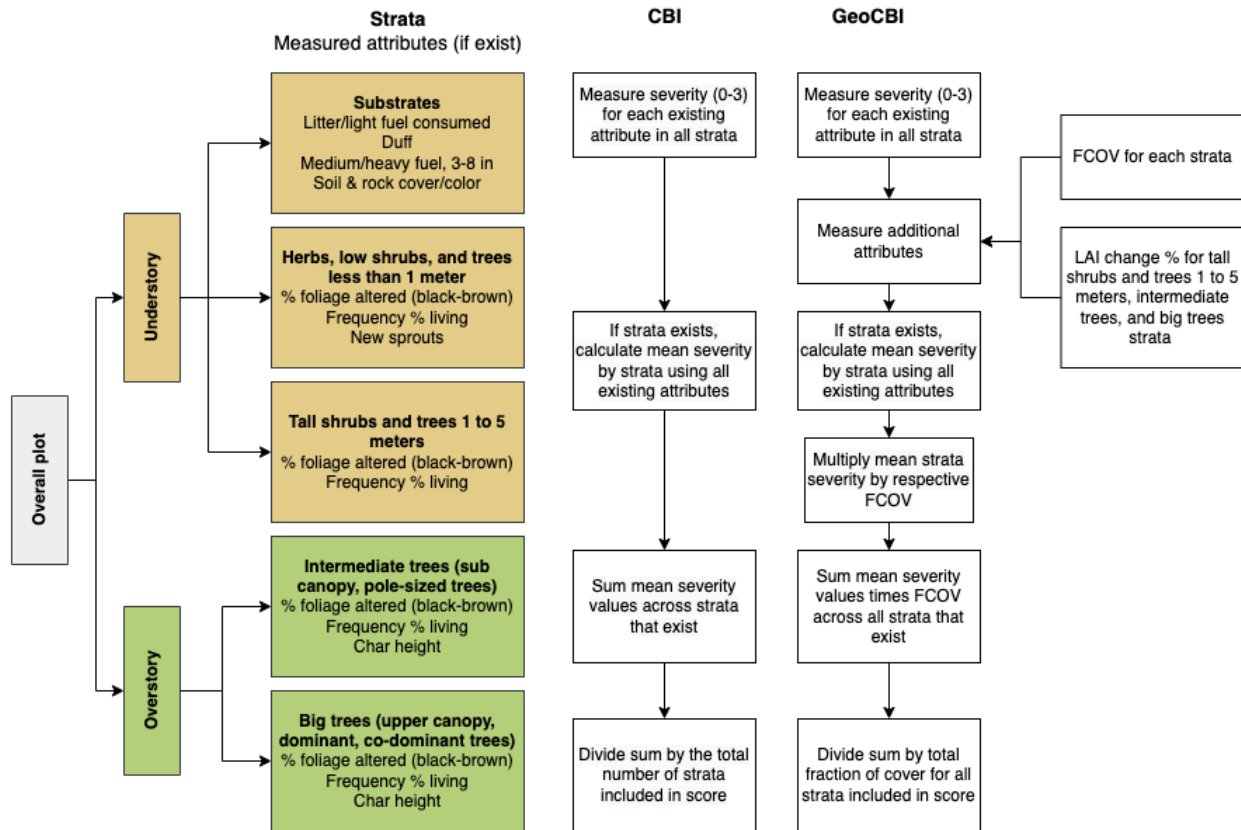 Strata
Measured attributes (if exist)
CBI
GeoCBI
Overall plot
Understory
Overstory
Substrates
Litter/light fuel consumed
Duff
Medium/heavy fuel, 3-8 in
Soil & rock cover/color
Herbs, low shrubs, and trees
less than 1 meter
% foliage altered (black-brown)
Frequency % living
New sprouts
Tall shrubs and trees 1 to 5
meters
% foliage altered (black-brown)
Frequency % living
Intermediate trees (sub
canopy, pole-sized trees)
% foliage altered (black-brown)
Frequency % living
Char height
Big trees (upper canopy,
dominant, co-dominant trees)
% foliage altered (black-brown)
Frequency % living
Char height
Measure severity (0-3)
for each existing
attribute in all strata
If strata exists,
calculate mean severity
by strata using all
existing attributes
Sum mean severity
values across strata
that exist
Divide sum by the total
number of strata
included in score
Measure severity (0-3)
for each existing
attribute in all strata
Measure additional
attributes
If strata exists,
calculate mean severity
by strata using all
existing attributes
Multiply mean strata
severity by respective
FCOV
Sum mean severity
values times FCOV
across all strata that
exist
Divide sum by total
fraction of cover for all
strata included in score
FCOV for each strata
LAI change % for tall
shrubs and trees 1 to 5
meters, intermediate
trees, and big trees
strata